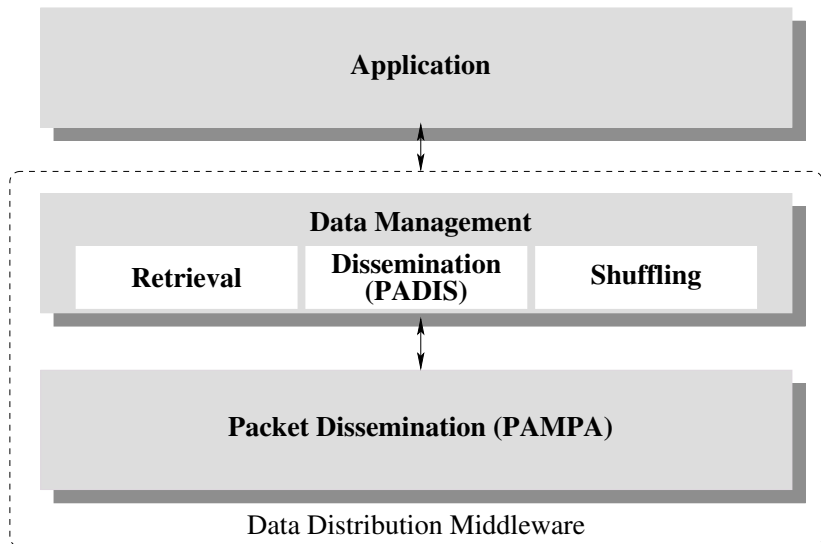 Application
Data Management
Retrieval
Dissemination
(PADIS)
Shuffling
Packet Dissemination (PAMPA)
Data Distribution Middleware